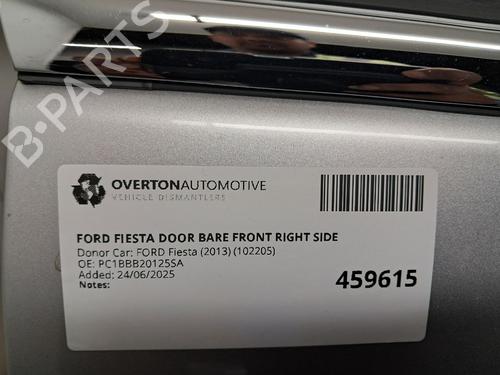 B-PARTS
OVERTONAUTOMOTIVE
VEHICLE DISMANTLERS
FORD FIESTA DOOR BARE FRONT RIGHT SIDE
Donor Car: FORD Fiesta (2013) (102205)
OE: PC1BBB20125SA
Added: 24/06/2025
Notes:
459615